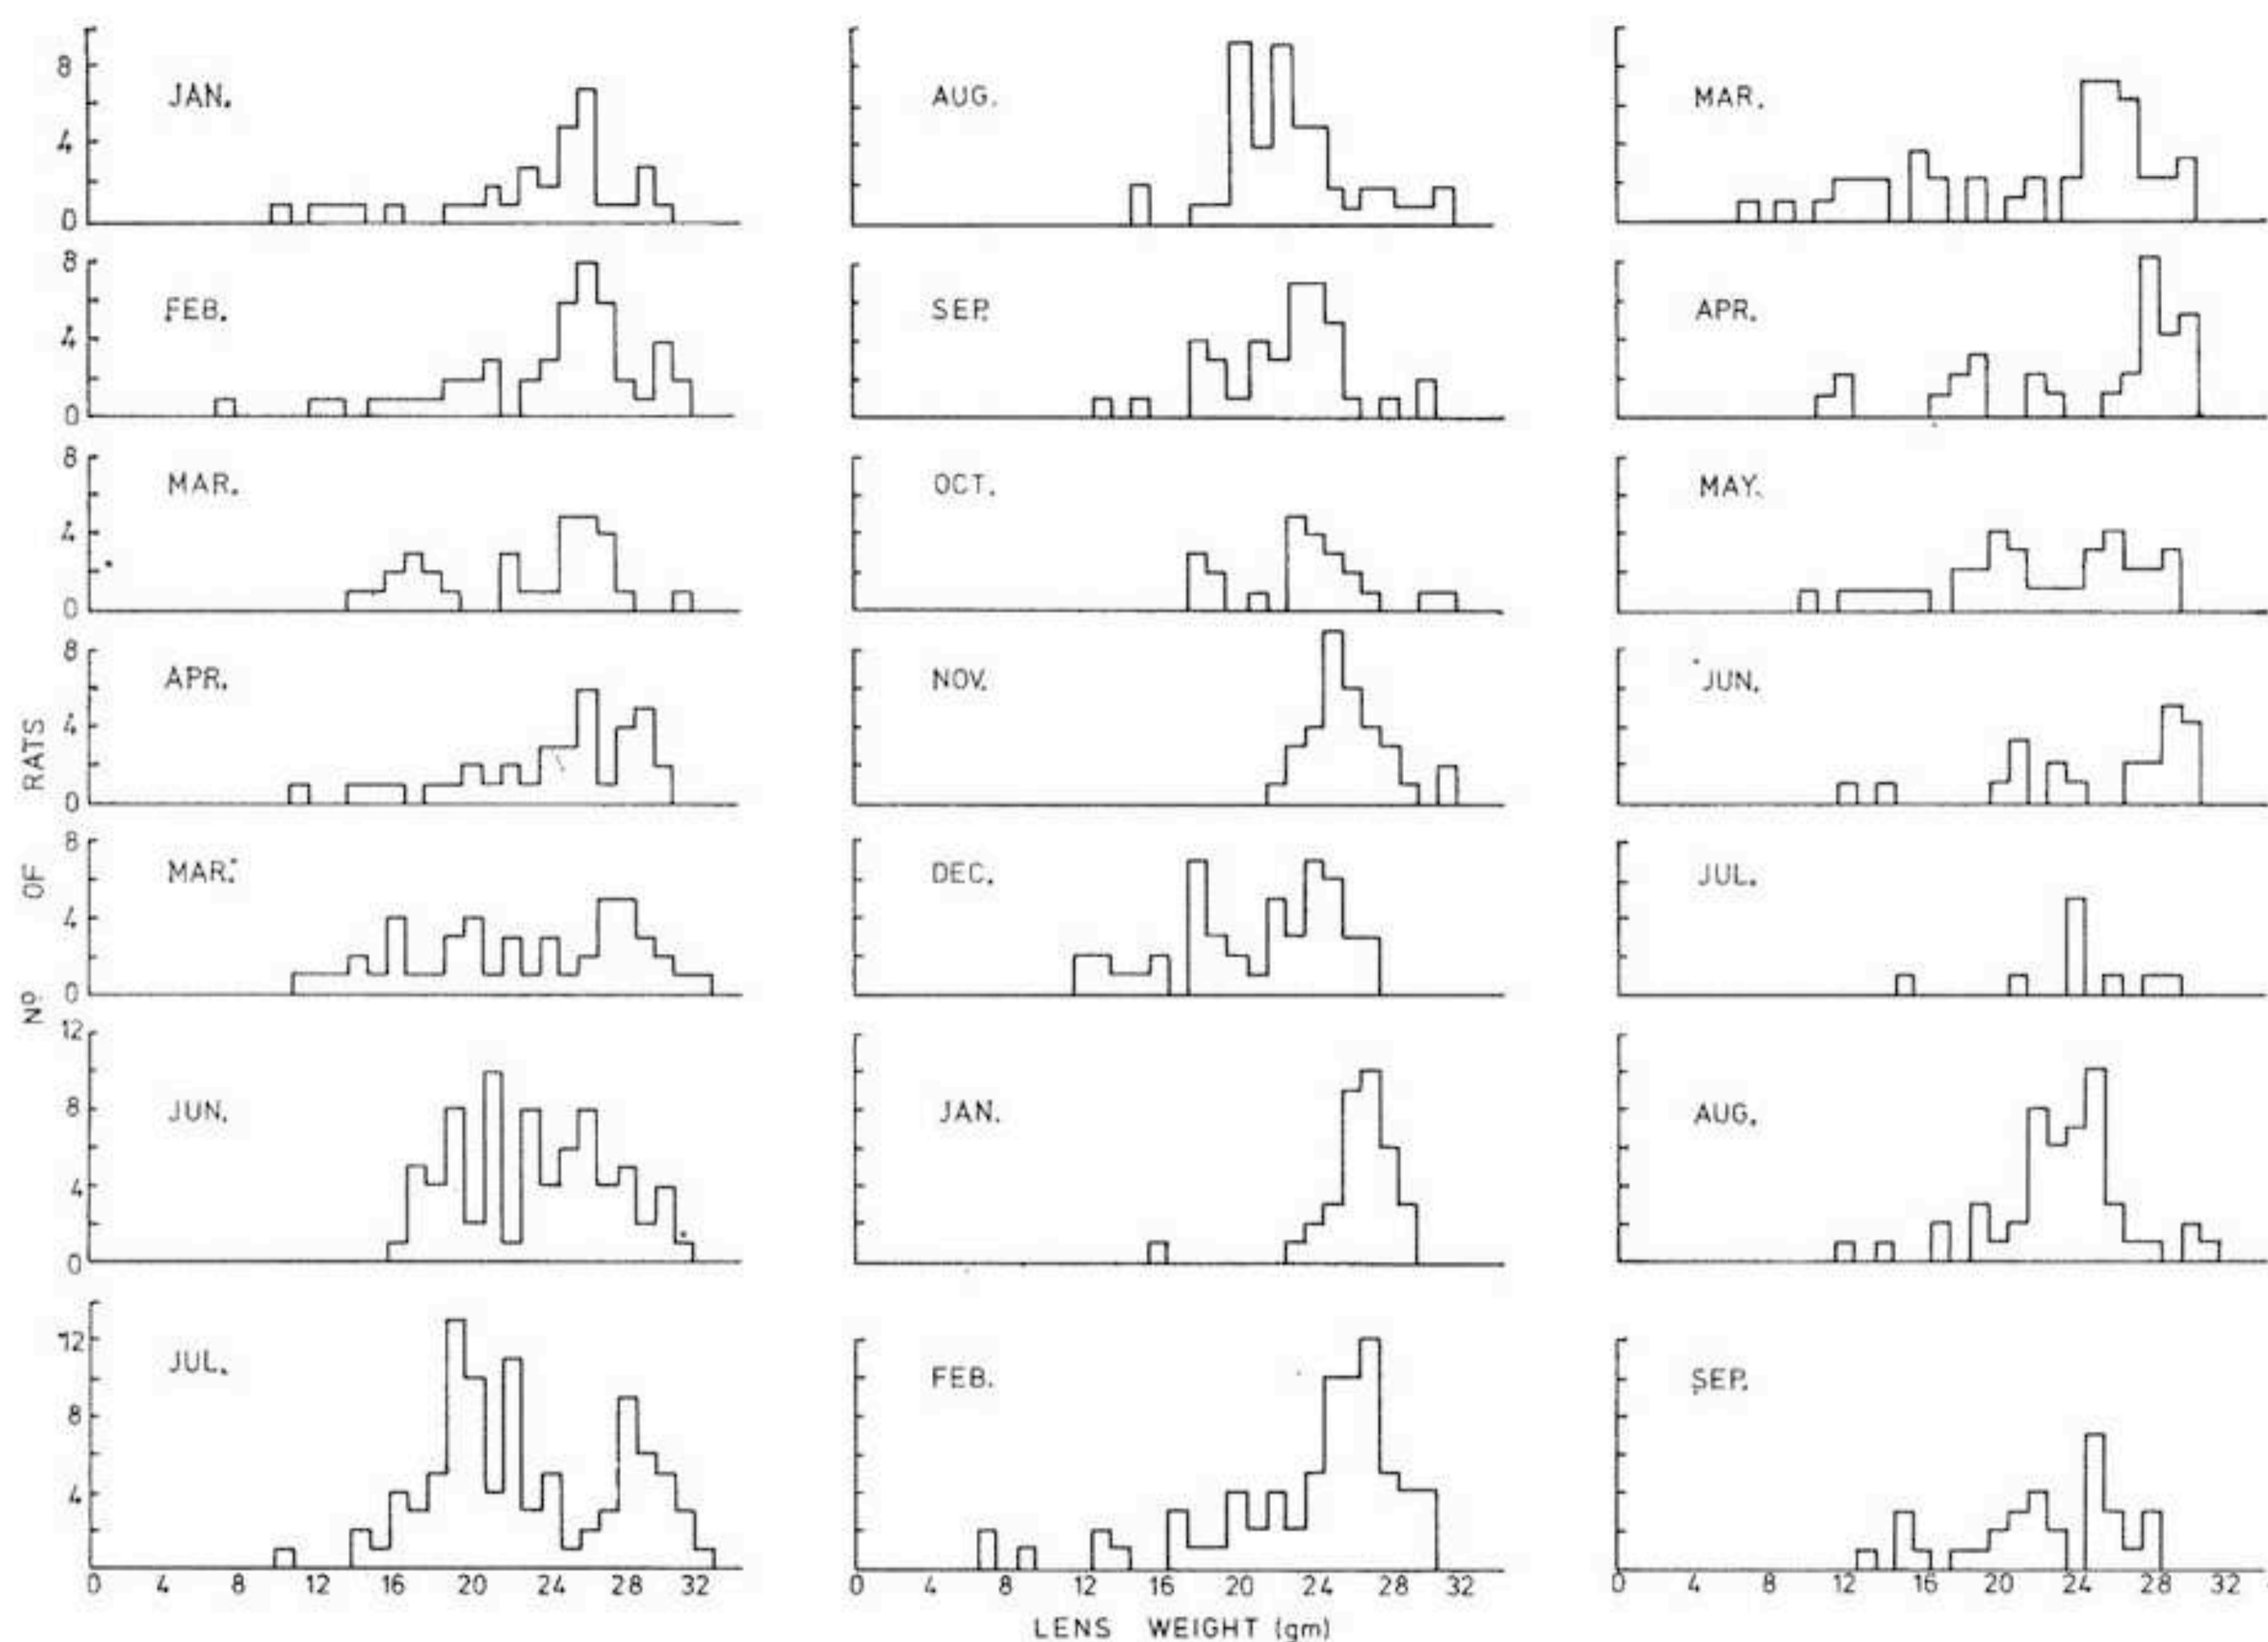 Nº OF RATS
8
4
0
JAN.
8
4
0
FEB.
8
4
0
MAR.
8
4
0
APR.
8
4
0
MAR.
12
8
4
0
JUN.
12
8
4
JUL.
0 4 8 12 16 20 24 28 32
AUG.
SEP.
OCT.
NOV.
DEC.
JAN.
FEB.
0 4 8 12 16 20 24 28 32
MAR.
APR.
MAY.
JUN.
JUL.
AUG.
SEP.
0 4 8 12 16 20 24 28 32
LENS WEIGHT (gm)